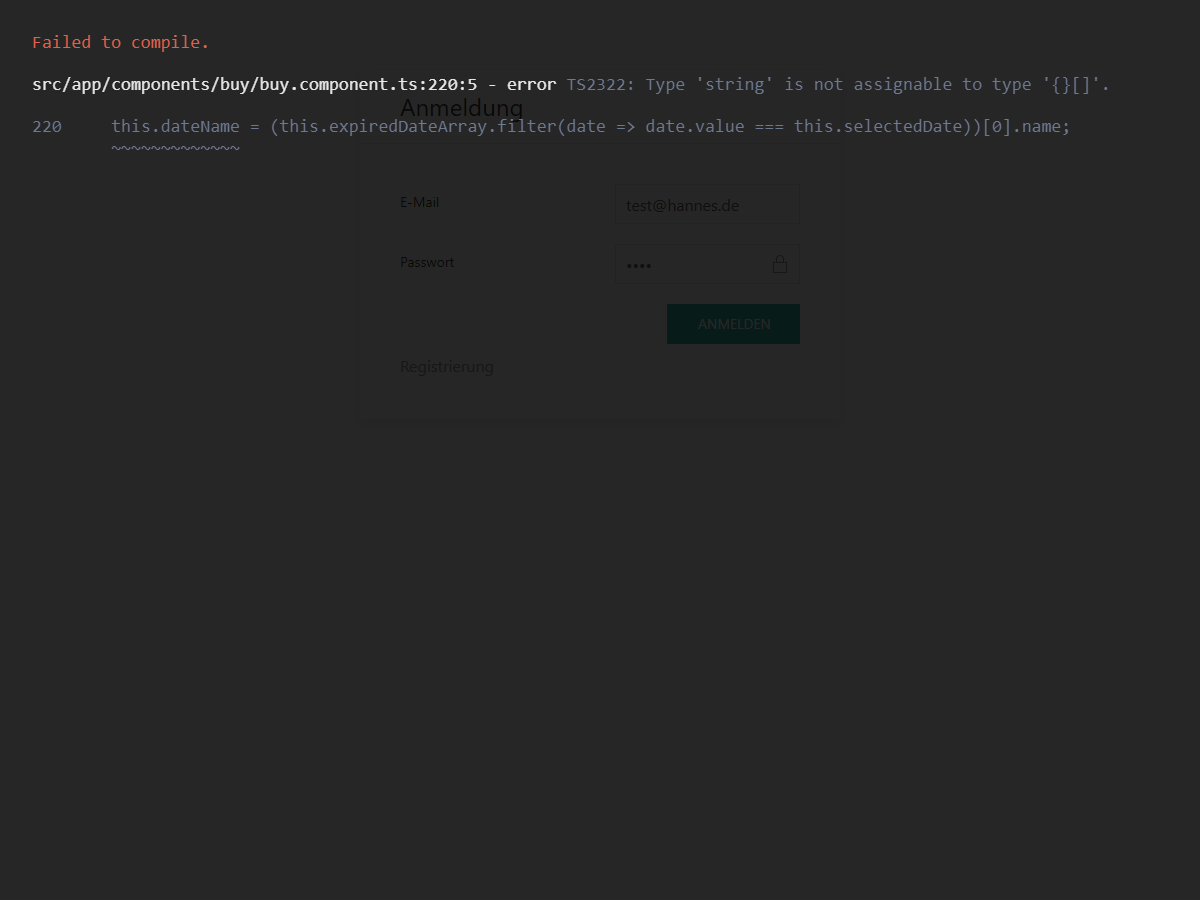 Failed to compile.
src/app/components/buy/buy.component.ts:220:5 - error TS2322: Type 'string' is not assignable to type '{}[]'.
Anmeldung
220     this.dateName = (this.expiredDateArray.filter(date => date.value === this.selectedDate))[0].name;
~~~~~~~~~~~~~
E-Mail
test@hannes.de
Passwort
••••
ANMELDEN
Registrierung